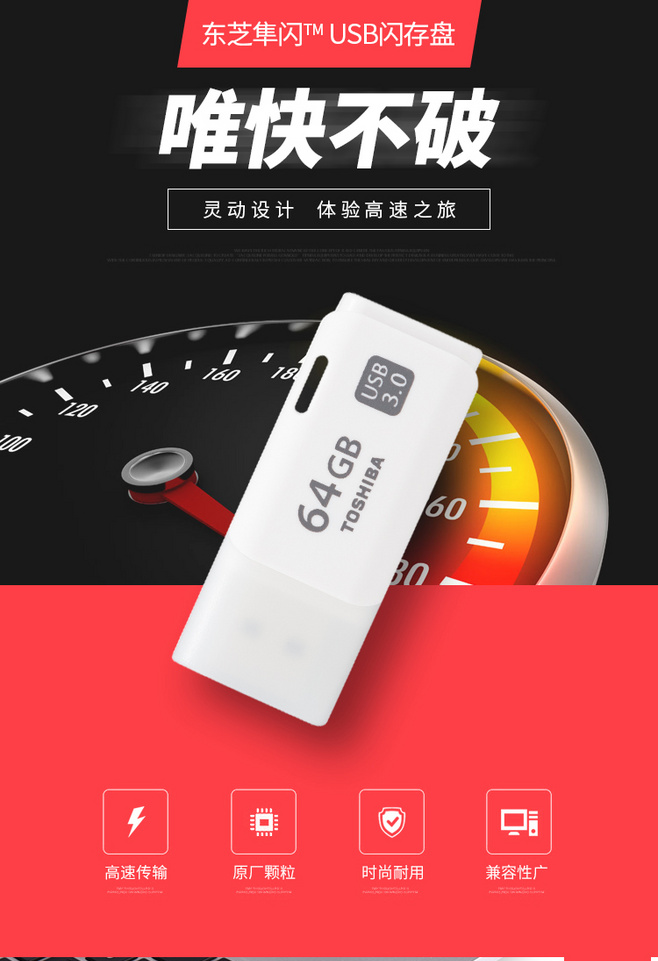 东芝隼闪™ USB闪存盘
唯快不破
灵动设计 体验高速之旅
100
120
140
160
USB
3.0
64GB
TOSHIBA
60
80
高速传输
原厂颗粒
时尚耐用
兼容性广